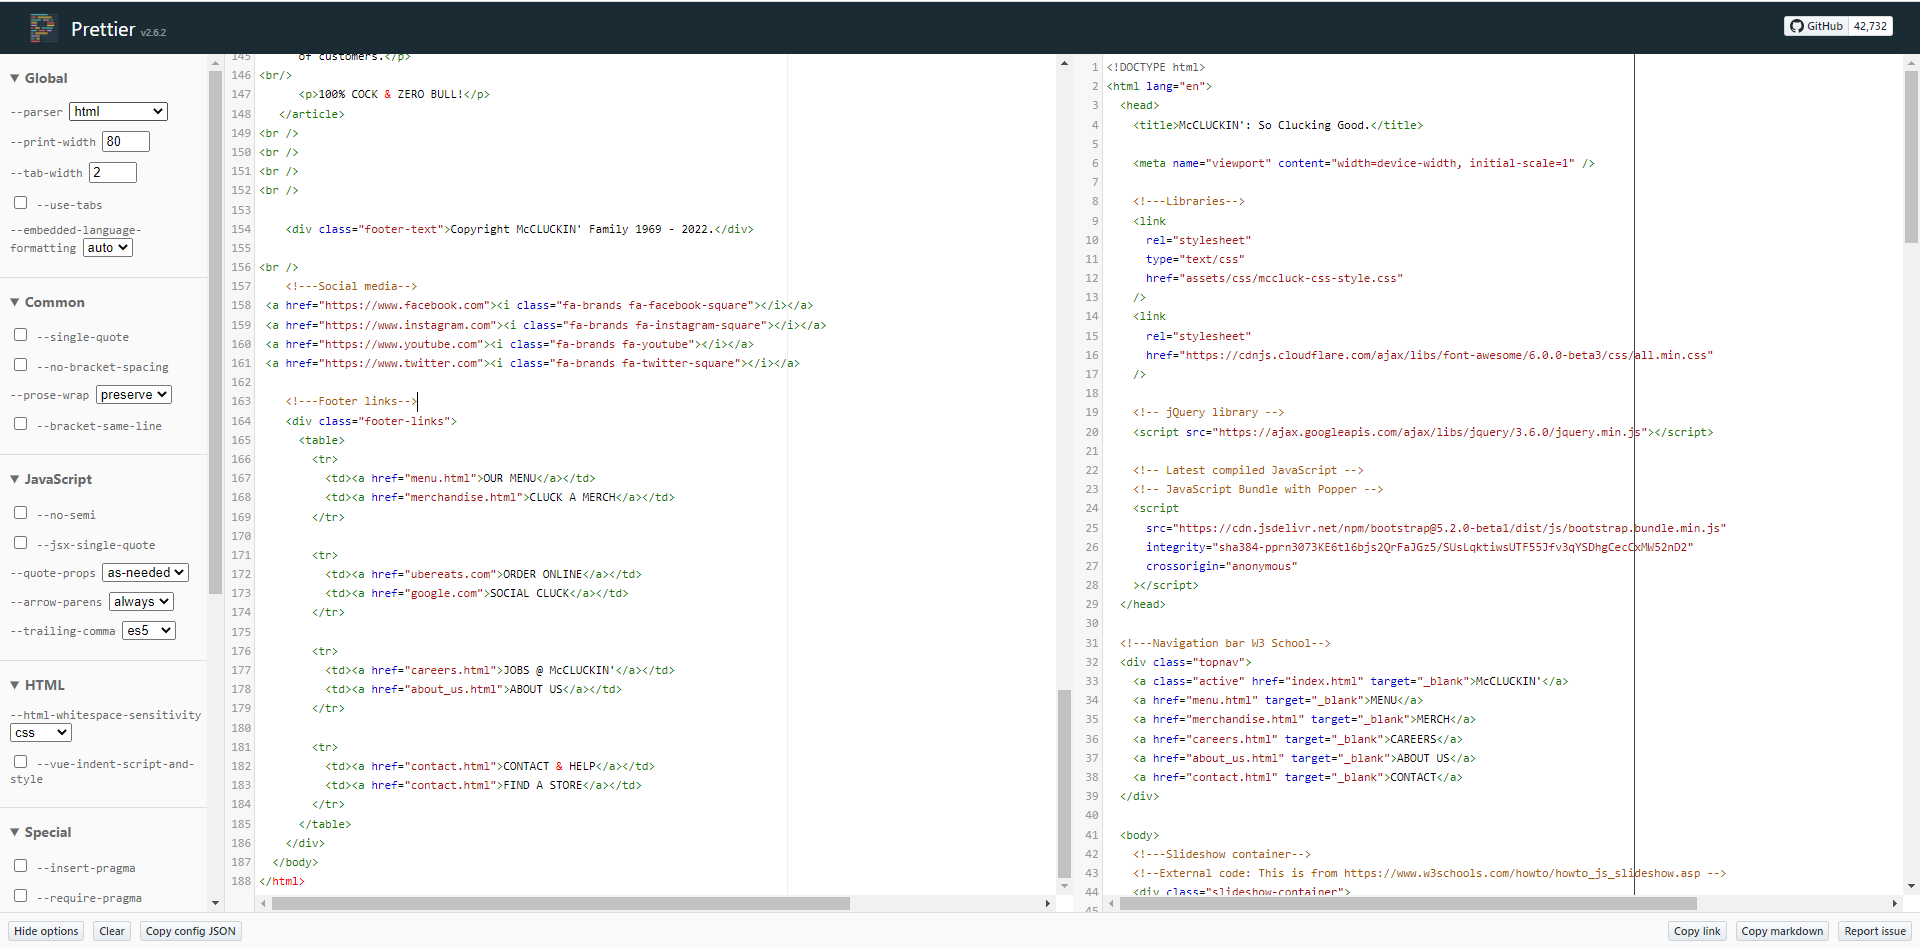 Prettier v2.6.2
GitHub 42,732
Global
--parser html
--print-width 80
--tab-width 2
--use-tabs
--embedded-language-
formatting auto
Common
--single-quote
--no-bracket-spacing
--prose-wrap preserve
--bracket-same-line
JavaScript
--no-semi
--jsx-single-quote
--quote-props as-needed
--arrow-parens always
--trailing-comma es5
HTML
--html-whitespace-sensitivity
css
--vue-indent-script-and-
style
Special
--insert-pragma
--require-pragma
145 of customers.</p>
146 <br/>
147 <p>100% COCK & ZERO BULL!</p>
148 </article>
149 <br />
150 <br />
151 <br />
152 <br />
153
154 <div class="footer-text">Copyright McCLUCKIN' Family 1969 - 2022.</div>
155
156 <br />
157 <!---Social media-->
158 <a href="https://www.facebook.com"><i class="fa-brands fa-facebook-square"></i></a>
159 <a href="https://www.instagram.com"><i class="fa-brands fa-instagram-square"></i></a>
160 <a href="https://www.youtube.com"><i class="fa-brands fa-youtube"></i></a>
161 <a href="https://www.twitter.com"><i class="fa-brands fa-twitter-square"></i></a>
162
163 <!---Footer links-->
164 <div class="footer-links">
165 <table>
166 <tr>
167 <td><a href="menu.html">OUR MENU</a></td>
168 <td><a href="merchandise.html">CLUCK A MERCH</a></td>
169 </tr>
170
171 <tr>
172 <td><a href="ubereats.com">ORDER ONLINE</a></td>
173 <td><a href="google.com">SOCIAL CLUCK</a></td>
174 </tr>
175
176 <tr>
177 <td><a href="careers.html">JOBS @ McCLUCKIN'</a></td>
178 <td><a href="about_us.html">ABOUT US</a></td>
179 </tr>
180
181 <tr>
182 <td><a href="contact.html">CONTACT & HELP</a></td>
183 <td><a href="contact.html">FIND A STORE</a></td>
184 </tr>
185 </table>
186 </div>
187 </body>
188 </html>
1 <!DOCTYPE html>
2 <html lang="en">
3 <head>
4 <title>McCLUCKIN': So Clucking Good.</title>
5
6 <meta name="viewport" content="width=device-width, initial-scale=1" />
7
8 <!---Libraries-->
9 <link
10 rel="stylesheet"
11 type="text/css"
12 href="assets/css/mccluck-css-style.css"
13 />
14 <link
15 rel="stylesheet"
16 href="https://cdnjs.cloudflare.com/ajax/libs/font-awesome/6.0.0-beta3/css/all.min.css"
17 />
18
19 <!-- jQuery library -->
20 <script src="https://ajax.googleapis.com/ajax/libs/jquery/3.6.0/jquery.min.js"></script>
21
22 <!-- Latest compiled JavaScript -->
23 <!-- JavaScript Bundle with Popper -->
24 <script
25 src="https://cdn.jsdelivr.net/npm/bootstrap@5.2.0-beta1/dist/js/bootstrap.bundle.min.js"
26 integrity="sha384-pprn3073KE6tl6bjs2QrFaJGz5/SUsLqktiwsUTF55Jfv3qYSDhgCecCxMW52nD2"
27 crossorigin="anonymous"
28 ></script>
29 </head>
30
31 <!---Navigation bar W3 School-->
32 <div class="topnav">
33 <a class="active" href="index.html" target="_blank">McCLUCKIN'</a>
34 <a href="menu.html" target="_blank">MENU</a>
35 <a href="merchandise.html" target="_blank">MERCH</a>
36 <a href="careers.html" target="_blank">CAREERS</a>
37 <a href="about_us.html" target="_blank">ABOUT US</a>
38 <a href="contact.html" target="_blank">CONTACT</a>
39 </div>
40
41 <body>
42 <!---Slideshow container-->
43 <!--External code: This is from https://www.w3schools.com/howto/howto_js_slideshow.asp -->
44 <div class="slideshow-container">
45
Hide options Clear Copy config JSON Copy link Copy markdown Report issue